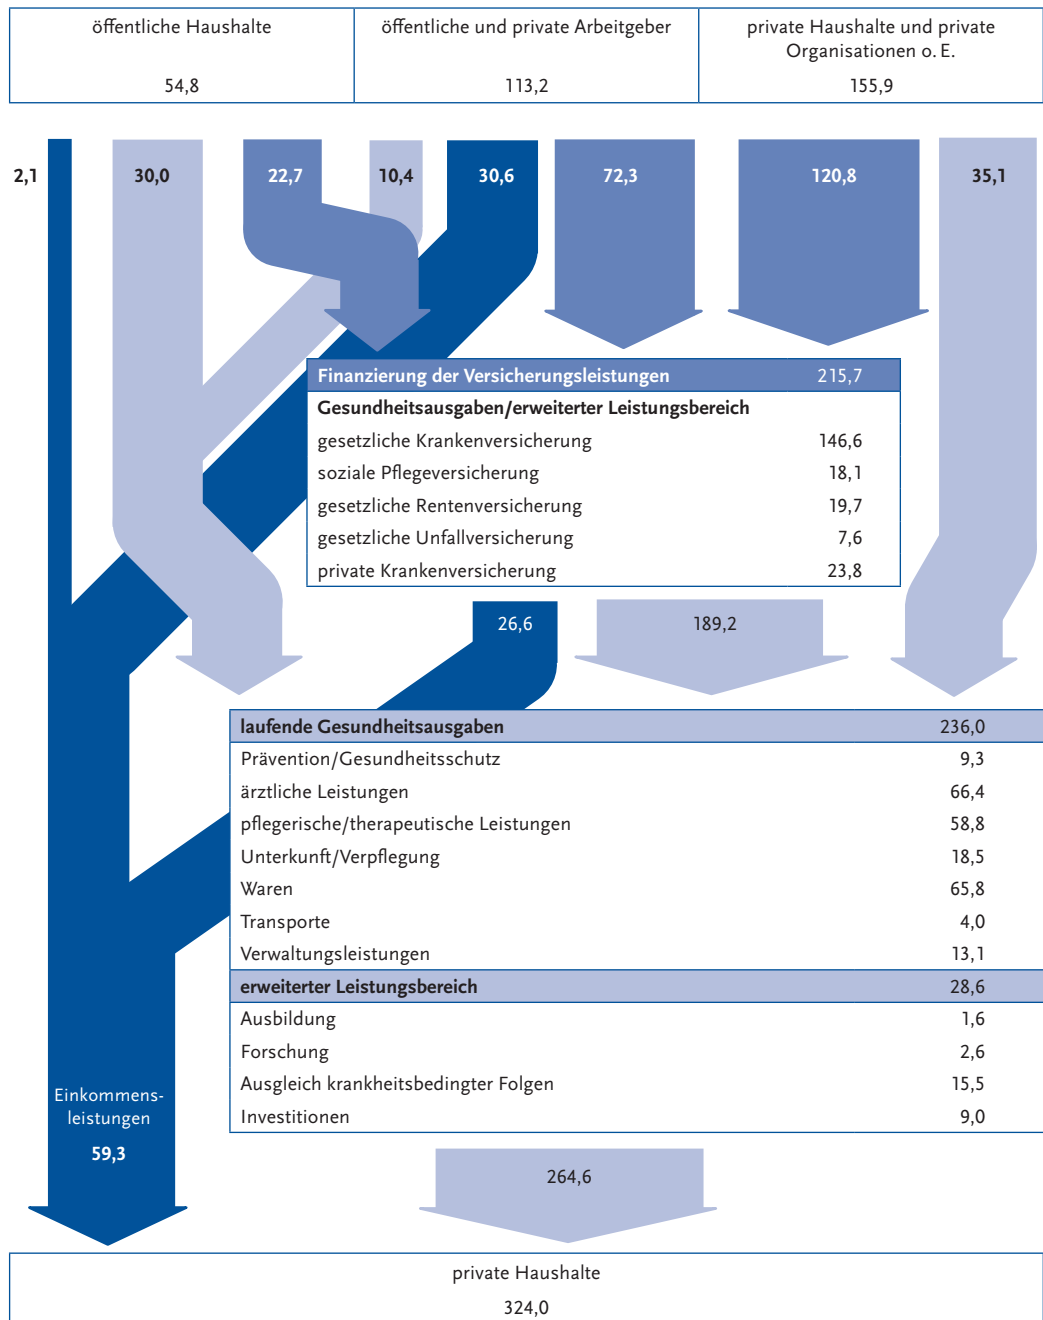 öffentliche Haushalte
54,8
öffentliche und private Arbeitgeber
113,2
private Haushalte und private
Organisationen o. E.
155,9
2,1
30,0
22,7
10,4
30,6
72,3
120,8
35,1
Finanzierung der Versicherungsleistungen 215,7
Gesundheitsausgaben/erweiterter Leistungsbereich
gesetzliche Krankenversicherung 146,6
soziale Pflegeversicherung 18,1
gesetzliche Rentenversicherung 19,7
gesetzliche Unfallversicherung 7,6
private Krankenversicherung 23,8
26,6
189,2
laufende Gesundheitsausgaben 236,0
Prävention/Gesundheitsschutz 9,3
ärztliche Leistungen 66,4
pflegerische/therapeutische Leistungen 58,8
Unterkunft/Verpflegung 18,5
Waren 65,8
Transporte 4,0
Verwaltungsleistungen 13,1
erweiterter Leistungsbereich 28,6
Ausbildung 1,6
Forschung 2,6
Ausgleich krankheitsbedingter Folgen 15,5
Investitionen 9,0
Einkommens-
leistungen
59,3
264,6
private Haushalte
324,0